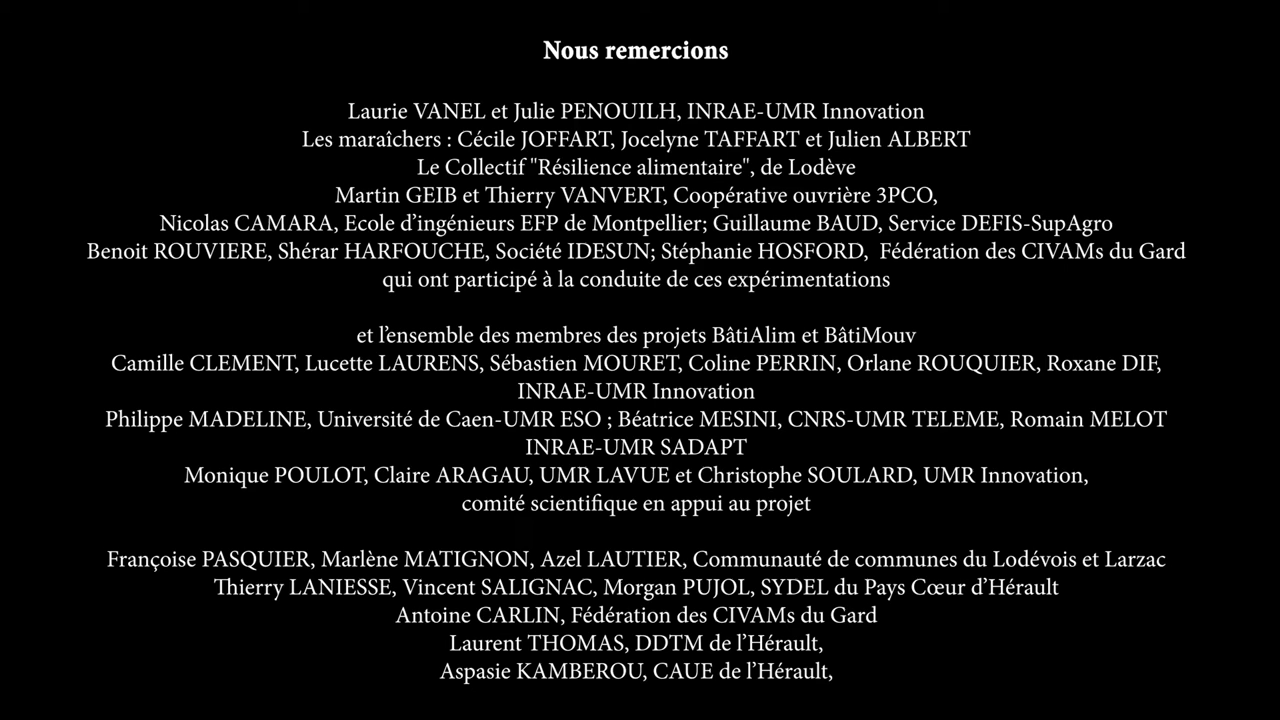 Nous remercions
Laurie VANEL et Julie PENOUILH, INRAE-UMR Innovation
Les maraîchers : Cécile JOFFART, Jocelyne TAFFART et Julien ALBERT
Le Collectif "Résilience alimentaire", de Lodève
Martin GEIB et Thierry VANVERT, Coopérative ouvrière 3PCO,
Nicolas CAMARA, Ecole d’ingénieurs EFP de Montpellier; Guillaume BAUD, Service DEFIS-SupAgro
Benoit ROUVIERE, Shérar HARFOUCHE, Société IDESUN; Stéphanie HOSFORD,  Fédération des CIVAMs du Gard
qui ont participé à la conduite de ces expérimentations
et l’ensemble des membres des projets BâtiAlim et BâtiMouv
Camille CLEMENT, Lucette LAURENS, Sébastien MOURET, Coline PERRIN, Orlane ROUQUIER, Roxane DIF,
INRAE-UMR Innovation
Philippe MADELINE, Université de Caen-UMR ESO ; Béatrice MESINI, CNRS-UMR TELEME, Romain MELOT
INRAE-UMR SADAPT
Monique POULOT, Claire ARAGAU, UMR LAVUE et Christophe SOULARD, UMR Innovation,
comité scientifique en appui au projet
Françoise PASQUIER, Marlène MATIGNON, Azel LAUTIER, Communauté de communes du Lodévois et Larzac
Thierry LANIESSE, Vincent SALIGNAC, Morgan PUJOL, SYDEL du Pays Cœur d’Hérault
Antoine CARLIN, Fédération des CIVAMs du Gard
Laurent THOMAS, DDTM de l’Hérault,
Aspasie KAMBEROU, CAUE de l’Hérault,